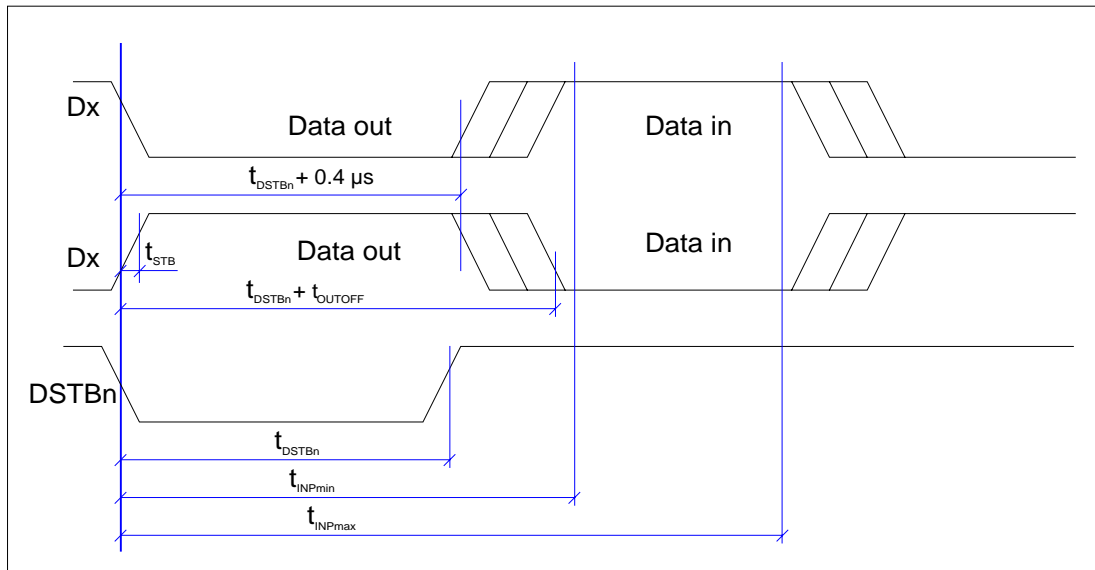 Dx
Data out
Data in
tDSTBn + 0.4 µs
Dx
tSTB
Data out
Data in
tDSTBn + tOUTOFF
DSTBn
tDSTBn
tINPmin
tINPmax